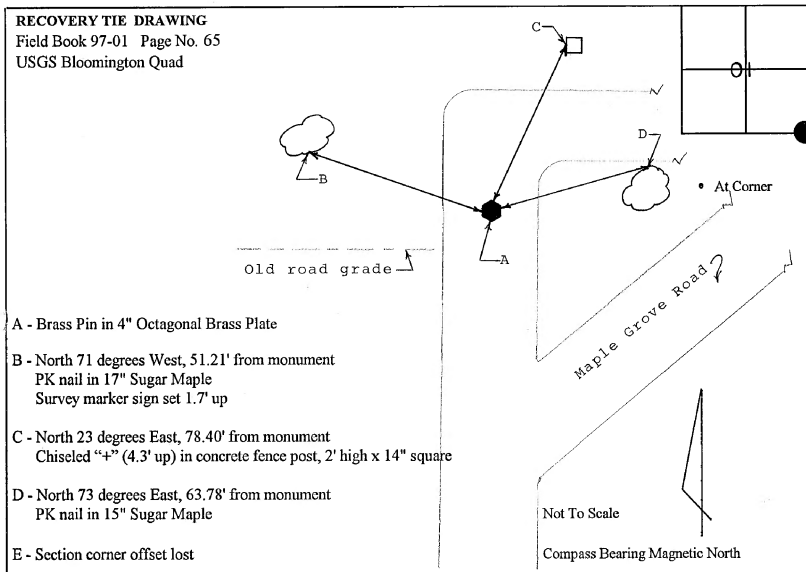 RECOVERY TIE DRAWING
Field Book 97-01 Page No. 65
USGS Bloomington Quad
C
01
D
B
At Corner
A
Old road grade
Maple Grove Road ?
A - Brass Pin in 4" Octagonal Brass Plate
B - North 71 degrees West, 51.21' from monument
PK nail in 17" Sugar Maple
Survey marker sign set 1.7' up
C - North 23 degrees East, 78.40' from monument
Chiseled “+” (4.3' up) in concrete fence post, 2' high x 14" square
D - North 73 degrees East, 63.78' from monument
PK nail in 15" Sugar Maple
E - Section corner offset lost
Not To Scale
Compass Bearing Magnetic North